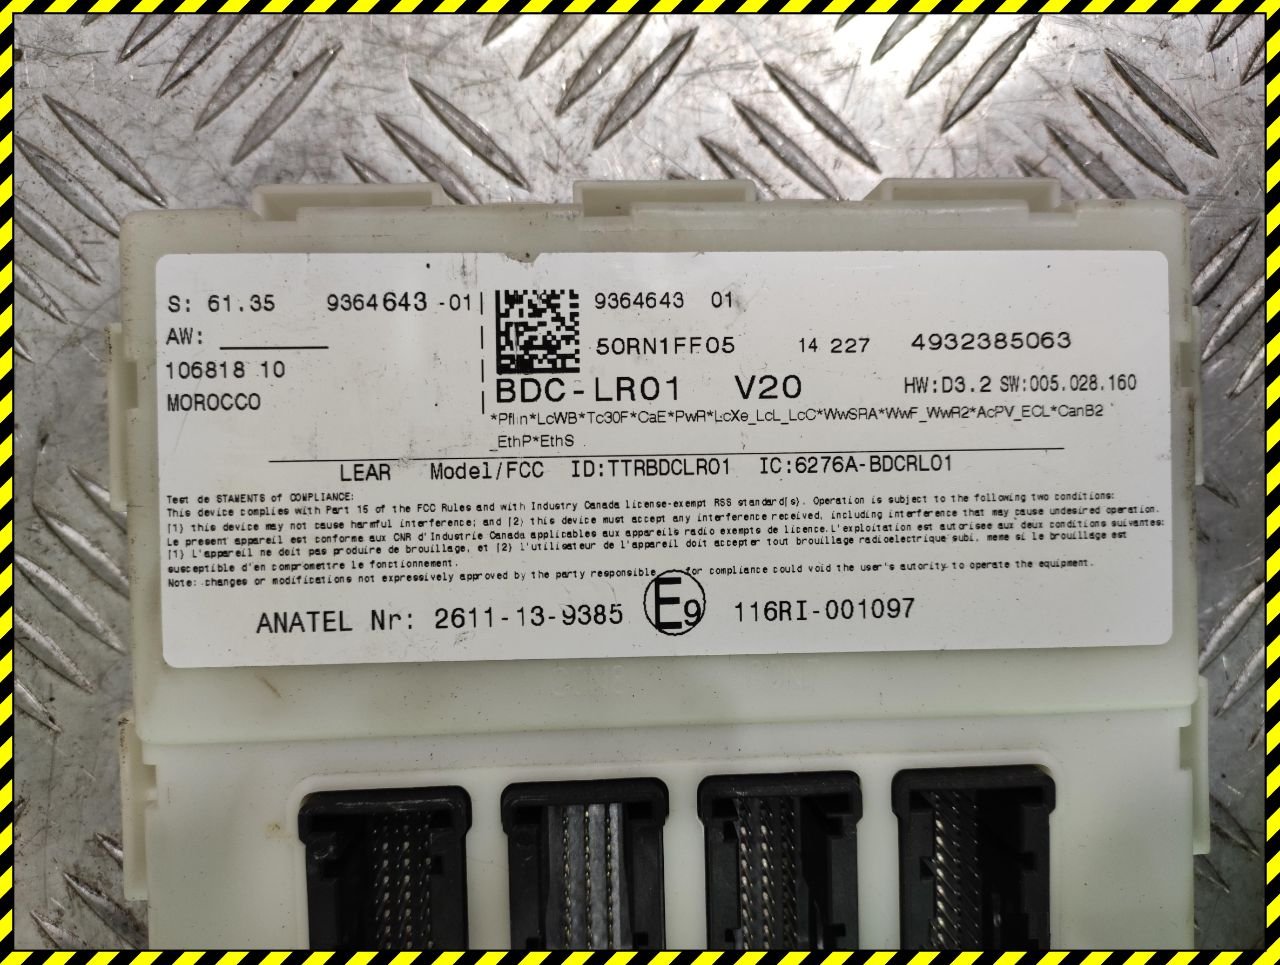 S: 61.35 9364643 -01
AW:
106818 10
MOROCCO
9364643 01
50RN1FF05 14 227 4932385063
BDC-LR01 V20 HW:D3.2 SW:005.028.160
*Pflin*LcWB*Tc30F*CaE*PwR*LcXe_LcL_LcC*WwSRA*WwF_WwR2*AcPV_ECL*CanB2
_EthP*EthS
LEAR Model/FCC ID:TTRBDCLR01 IC:6276A-BDCRL01
Test de STAMENTS of COMPLIANCE:
This device complies with Part 15 of the FCC Rules and with Industry Canada license-exempt RSS standard(s). Operation is subject to the following two conditions:
(1) this device may not cause harmful interference; and (2) this device must accept any interference received, including interference that may cause undesired operation.
Le present appareil est conforme aux CNR d'Industrie Canada applicables aux appareils radio exempts de licence.L'exploitation est autorisee aux deux conditions suivantes:
(1) L'appareil ne doit pas produire de brouillage, et (2) l'utilisateur de l'appareil doit accepter tout brouillage radioelectrique subi, meme si le brouillage est
susceptible d'en compromettre le fonctionnement.
Note: changes or modifications not expressively approved by the party responsible for compliance could void the user's autority to operate the equipment.
ANATEL Nr: 2611-13-9385 E9 116RI-001097